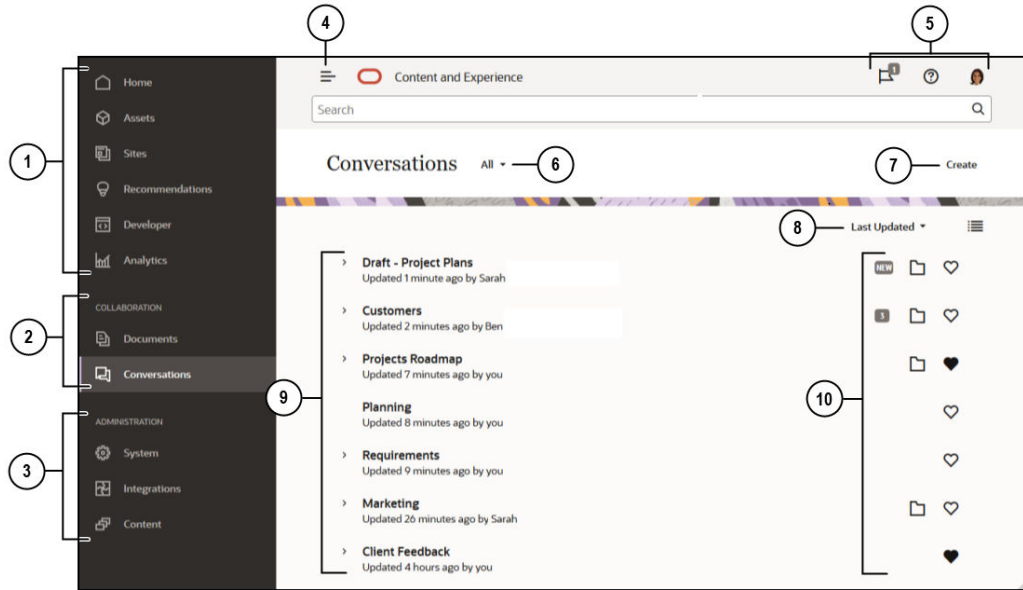 4
5
1
Home
Content and Experience
1
Assets
Search
Sites
Conversations
All
6
7
Create
Recommendations
Developer
8
Last Updated
Analytics
Draft - Project Plans
NEW
Updated 1 minute ago by Sarah
2
COLLABORATION
Customers
3
Updated 2 minutes ago by Ben
Documents
Conversations
Projects Roadmap
Updated 7 minutes ago by you
9
10
Planning
Updated 8 minutes ago by you
3
ADMINISTRATION
System
Requirements
Updated 9 minutes ago by you
Integrations
Marketing
Updated 26 minutes ago by Sarah
Content
Client Feedback
Updated 4 hours ago by you